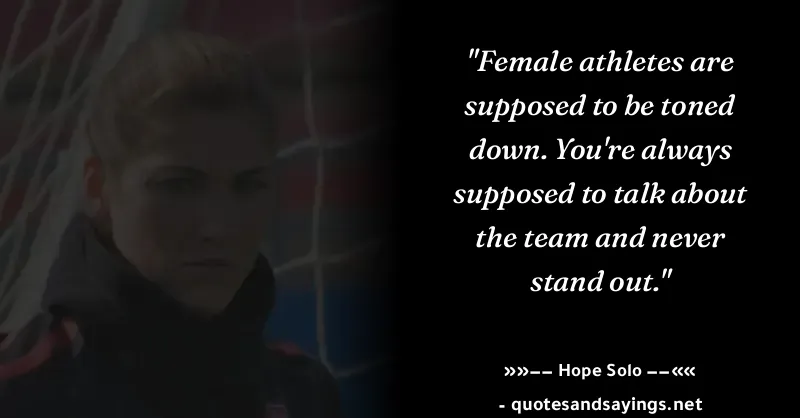 "Female athletes are
supposed to be toned
down. You're always
supposed to talk about
the team and never
stand out."
»»−− Hope Solo −−««
- quotesandsayings.net